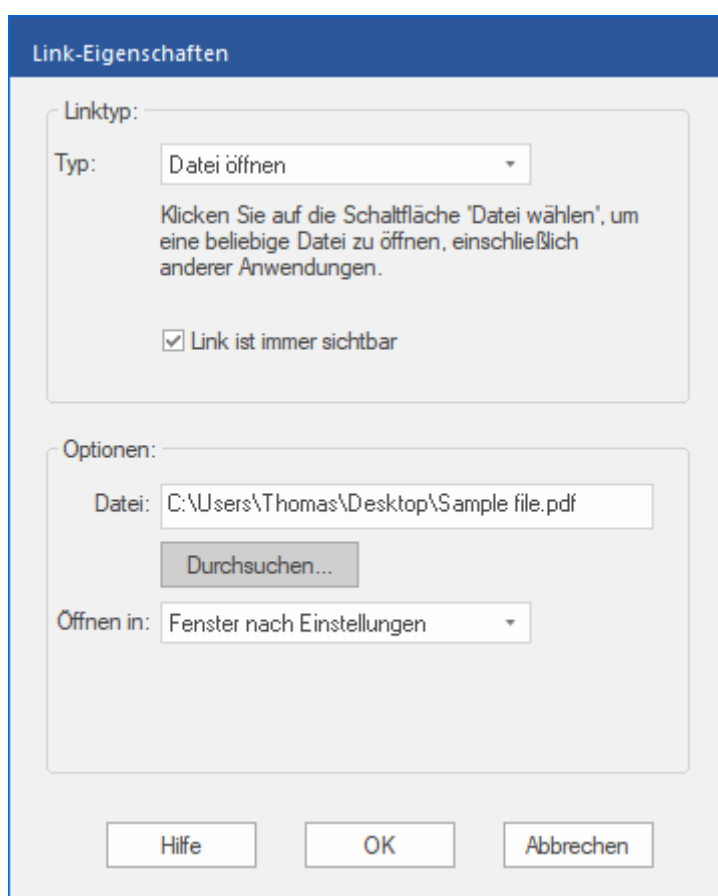 Link-Eigenschaften
Linktyp:
Typ: Datei öffnen
Klicken Sie auf die Schaltfläche "Datei wählen", um
eine beliebige Datei zu öffnen, einschließlich
anderer Anwendungen.
Link ist immer sichtbar
Optionen:
Datei: C:\Users\Thomas\Desktop\Sample file.pdf
Durchsuchen...
Öffnen in: Fenster nach Einstellungen
Hilfe OK Abbrechen